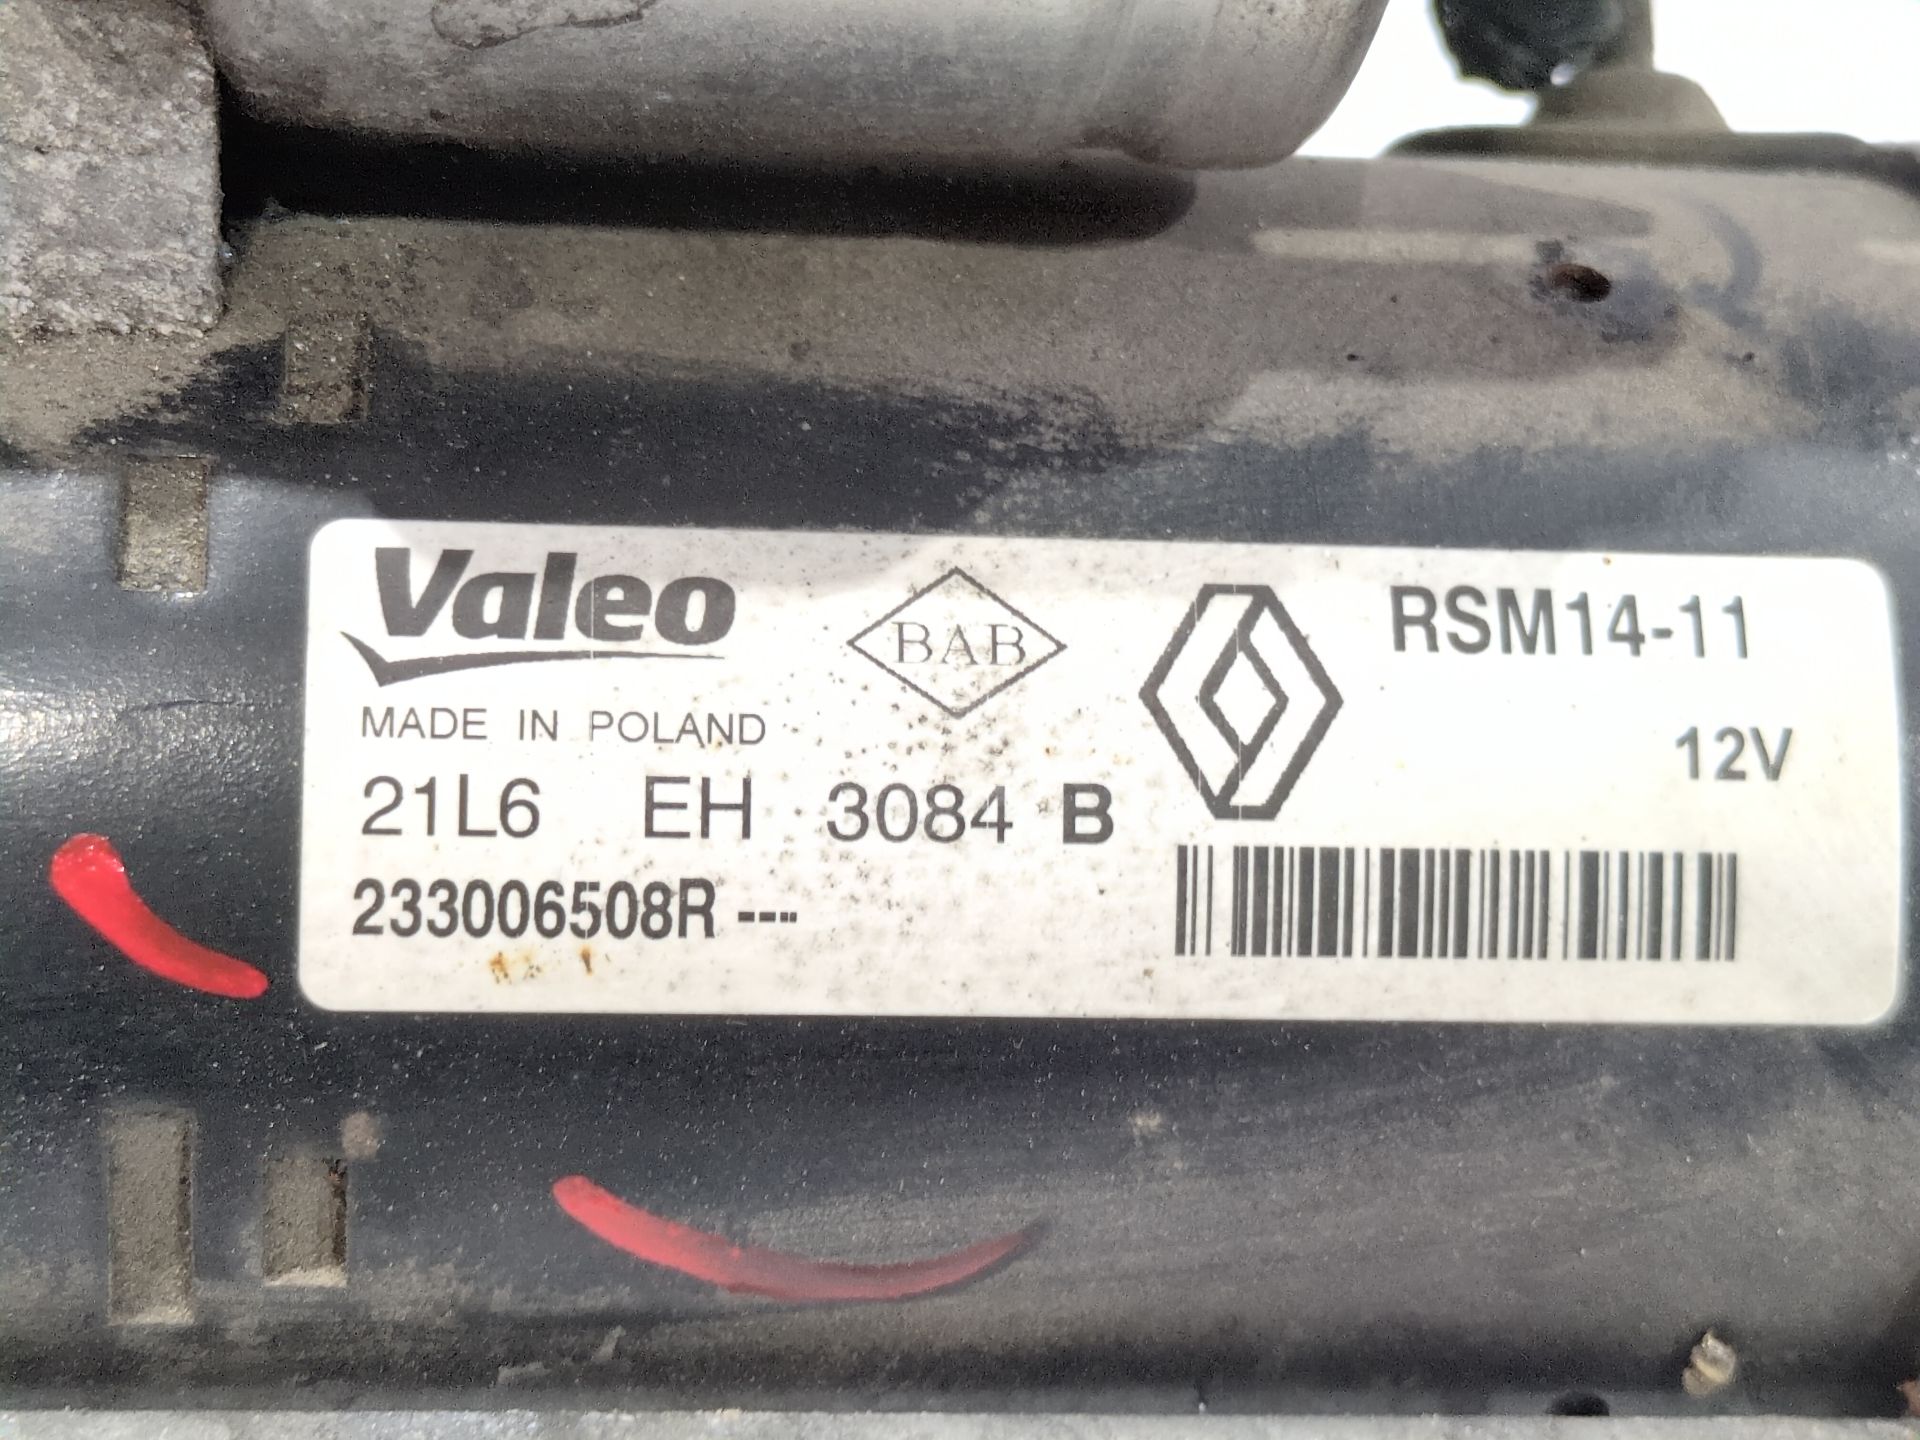 Valeo
BAB
RSM14-11
MADE IN POLAND
12V
21L6 EH 3084 B
233006508R ----